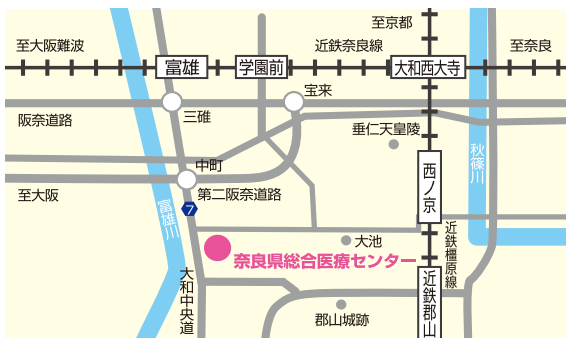 至京都
至大阪難波
近鉄奈良線
至奈良
富雄
学園前
大和西大寺
宝来
阪奈道路
三碓
垂仁天皇陵
秋篠川
中町
西ノ京
至大阪
第二阪奈道路
富雄川
7
大池
近鉄橿原線
奈良県総合医療センター
大和中央道
近鉄郡山
郡山城跡